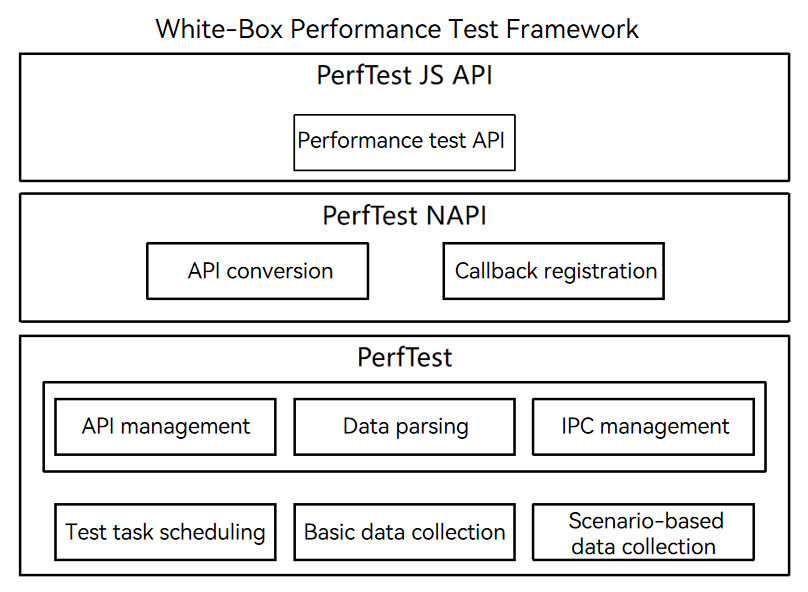 White-Box Performance Test Framework
PerfTest JS API
Performance test API
PerfTest NAPI
API conversion
Callback registration
PerfTest
API management
Data parsing
IPC management
Test task scheduling
Basic data collection
Scenario-based
data collection